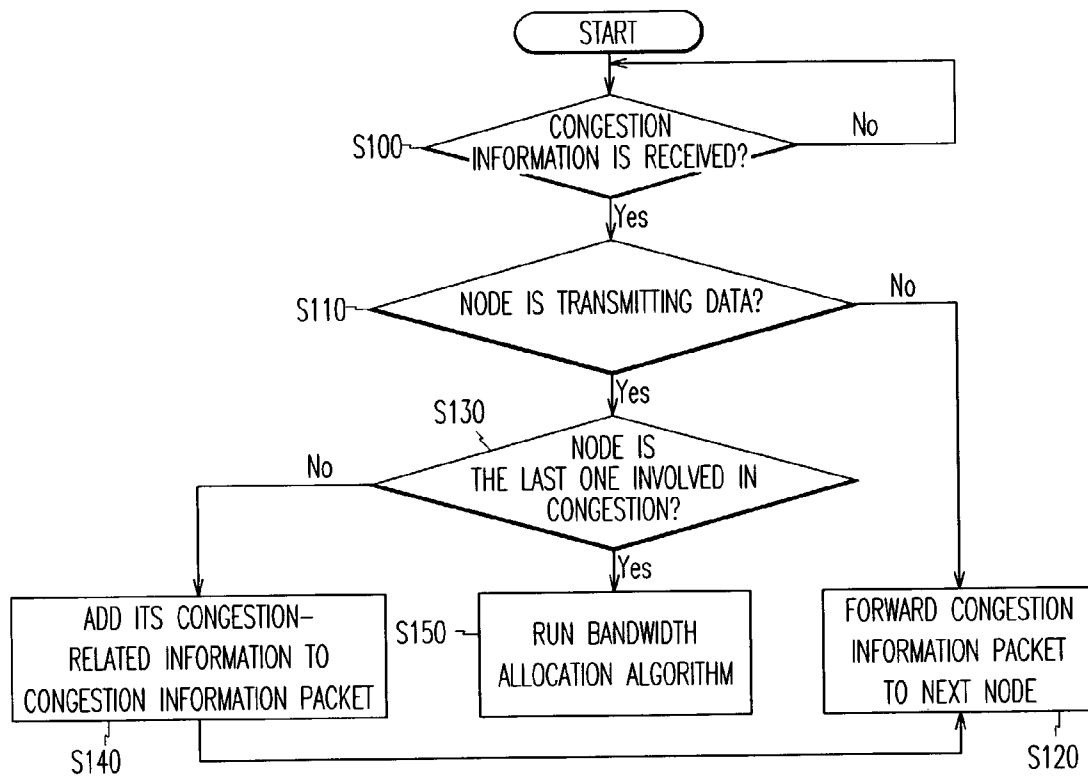 START
S100
CONGESTION
INFORMATION IS RECEIVED?
No
Yes
S110
NODE IS TRANSMITTING DATA?
No
Yes
S130
NODE IS
THE LAST ONE INVOLVED IN
CONGESTION?
No
Yes
ADD ITS CONGESTION-
RELATED INFORMATION TO
CONGESTION INFORMATION PACKET
S140
S150
RUN BANDWIDTH
ALLOCATION ALGORITHM
FORWARD CONGESTION
INFORMATION PACKET
TO NEXT NODE
S120